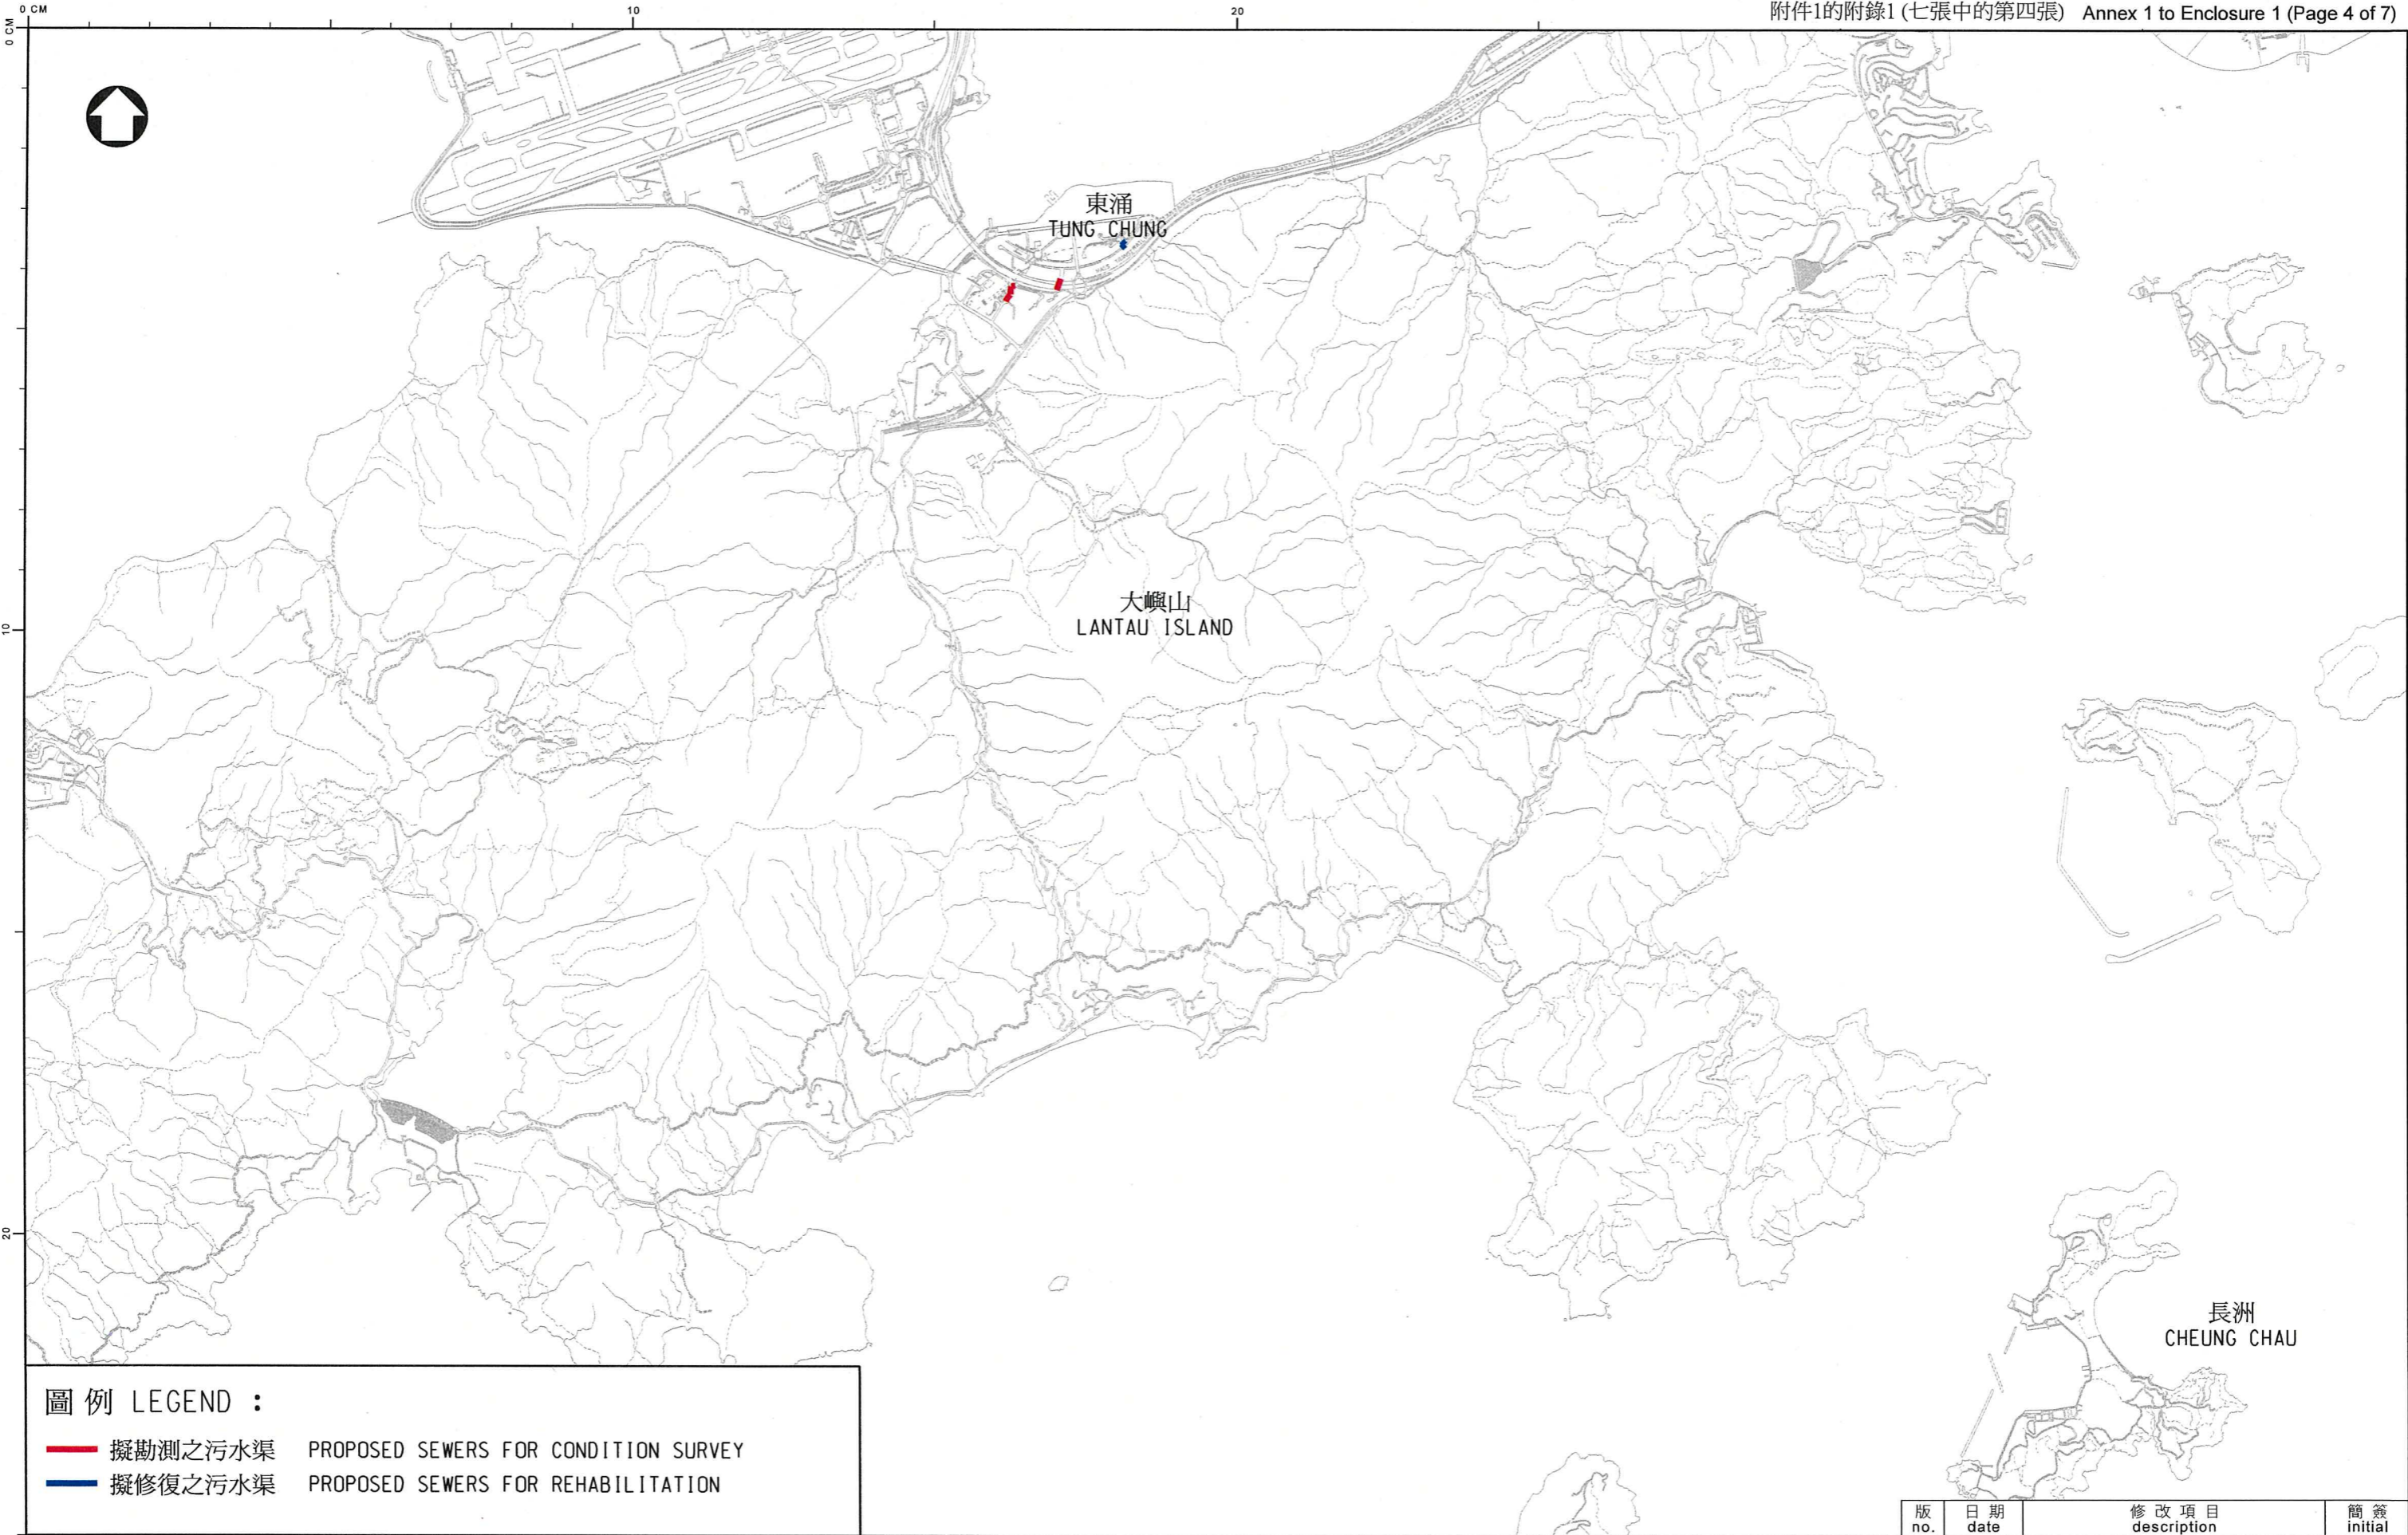 附件1的附錄1 (七張中的第四張) Annex 1 to Enclosure 1 (Page 4 of 7)
0 CM
10
20
0 CM
10
20
東涌
TUNG CHUNG
大嶼山
LANTAU ISLAND
長洲
CHEUNG CHAU
圖例 LEGEND :
擬勘測之污水渠 PROPOSED SEWERS FOR CONDITION SURVEY
擬修復之污水渠 PROPOSED SEWERS FOR REHABILITATION
版 日期 修改項目 簡簽
no. date description initial